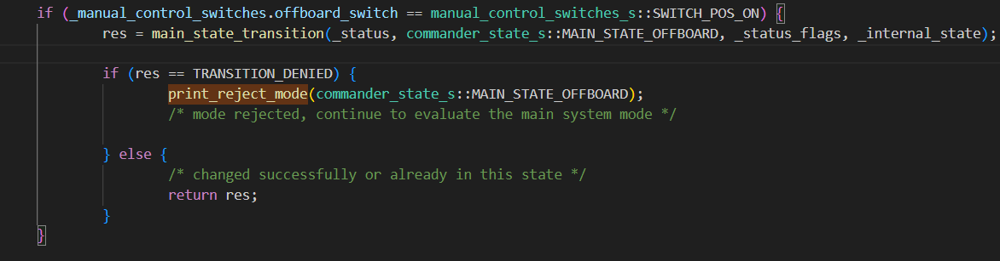 if (_manual_control_switches.offboard_switch == manual_control_switches_s::SWITCH_POS_ON) {
res = main_state_transition(_status, commander_state_s::MAIN_STATE_OFFBOARD, _status_flags, _internal_state);
if (res == TRANSITION_DENIED) {
print_reject_mode(commander_state_s::MAIN_STATE_OFFBOARD);
/* mode rejected, continue to evaluate the main system mode */
} else {
/* changed successfully or already in this state */
return res;
}
}